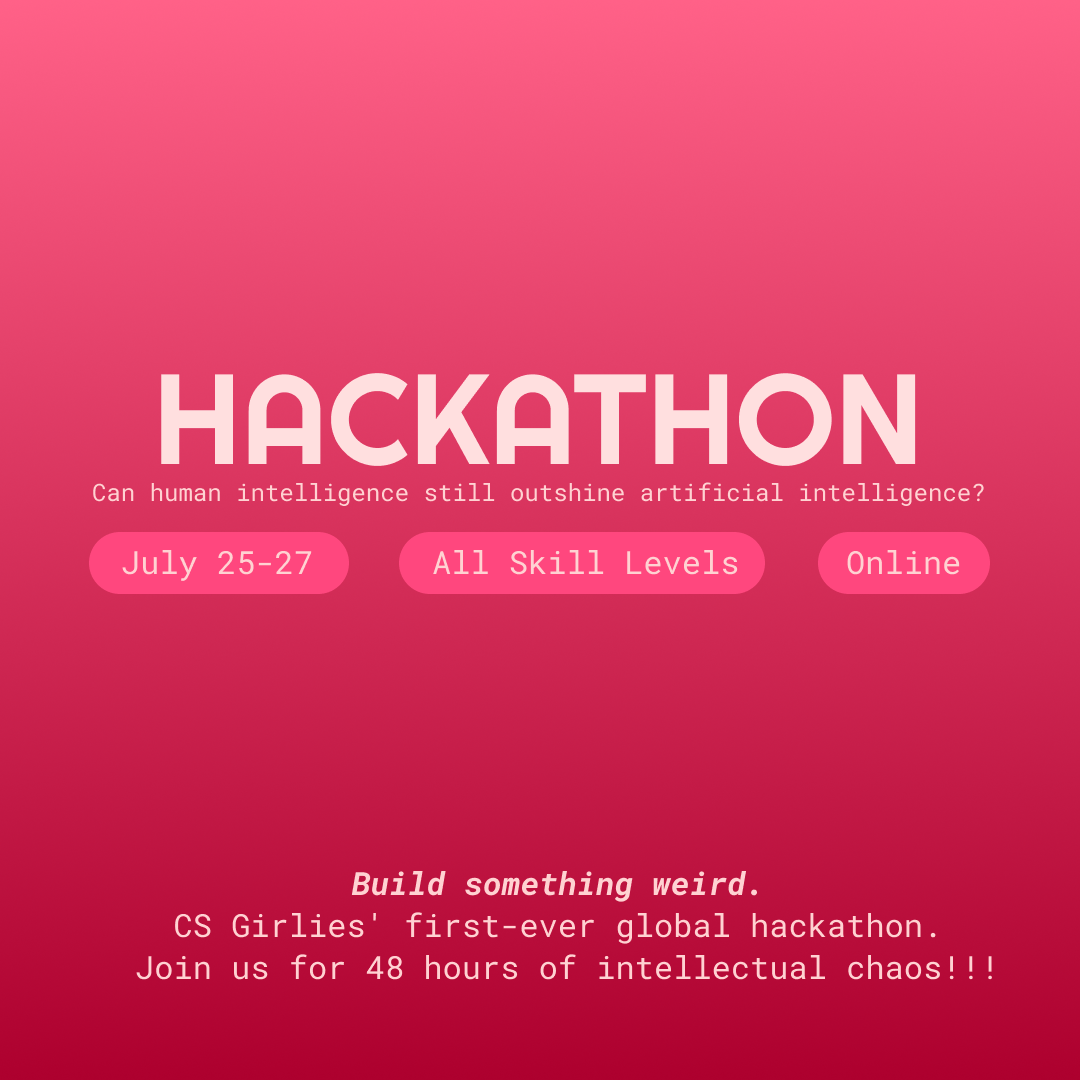 HACKATHON
Can human intelligence still outshine artificial intelligence?
July 25-27 All Skill Levels Online
Build something weird.
CS Girlies' first-ever global hackathon.
Join us for 48 hours of intellectual chaos!!!